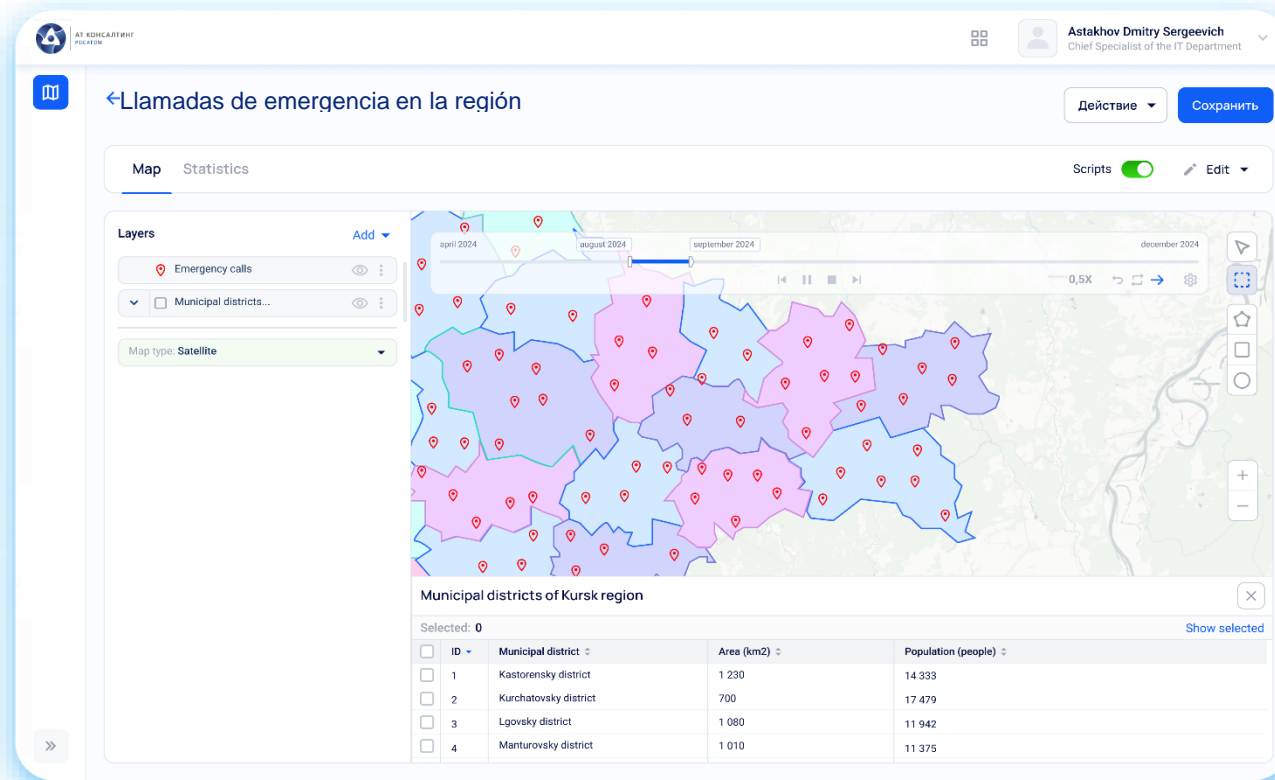 АТ КОНСАЛТИНГ
РОСАТОМ
Astakhov Dmitry Sergeevich
Chief Specialist of the IT Department
Llamadas de emergencia en la región
Действие
Сохранить
Map
Statistics
Scripts
Edit
Layers
Add
Emergency calls
Municipal districts...
Map type: Satellite
april 2024
august 2024
september 2024
december 2024
0,5X
Municipal districts of Kursk region
Selected: 0
Show selected
ID Municipal district Area (km2) Population (people)
1 Kastorensky district 1 230 14 333
2 Kurchatovsky district 700 17 479
3 Lgovsky district 1 080 11 942
4 Manturovsky district 1 010 11 375